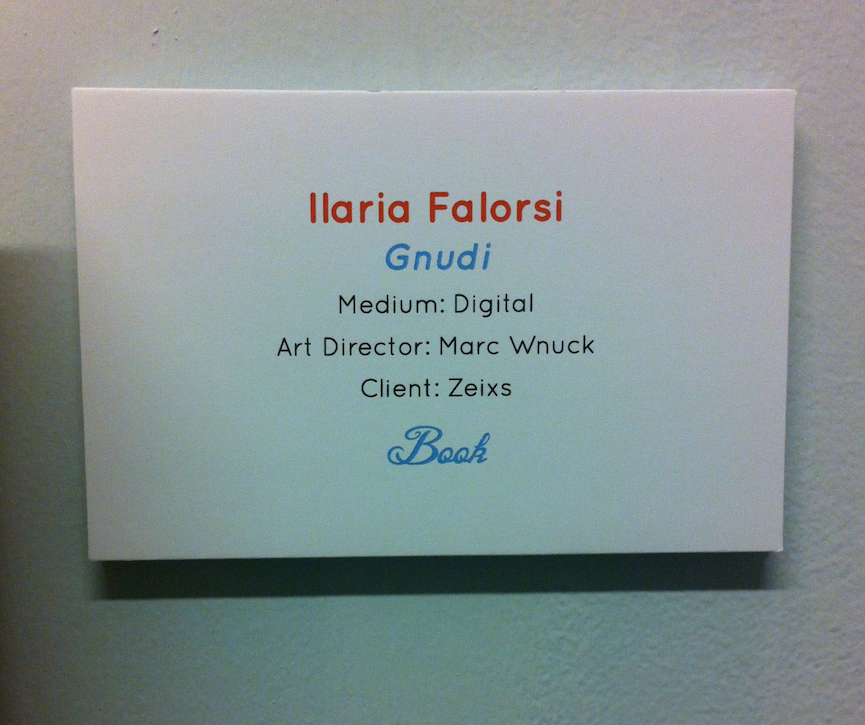 Ilaria Falorsi
Gnudi
Medium: Digital
Art Director: Marc Wnuck
Client: Zeixs
Book